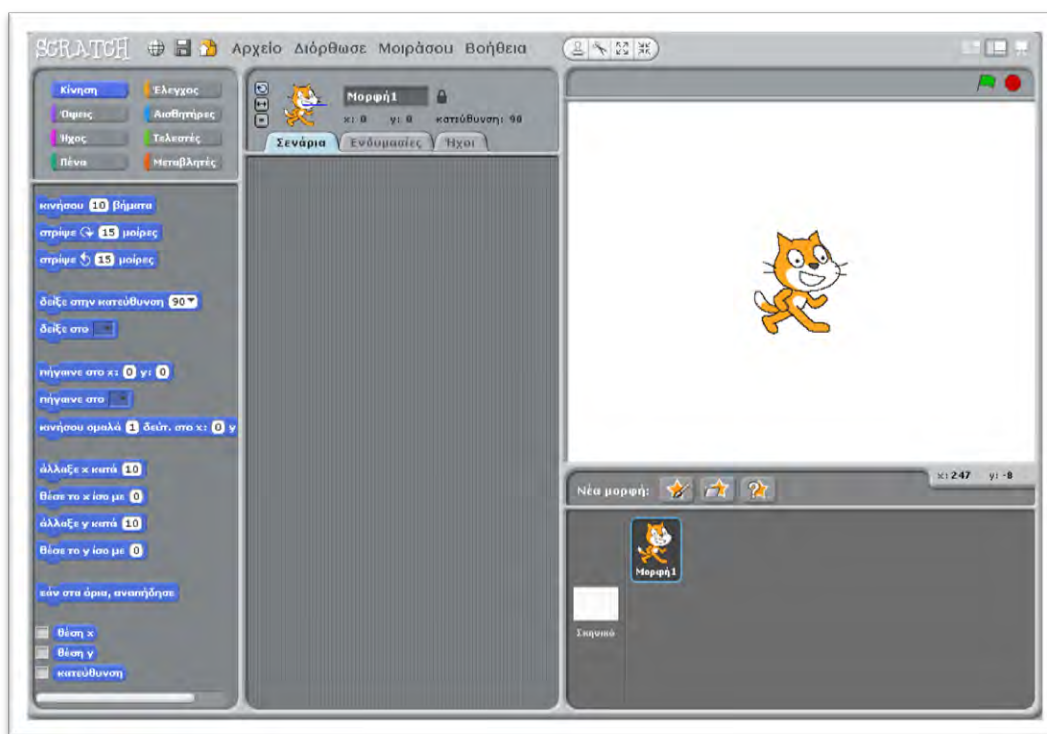 SCRATCH Αρχείο Διόρθωσε Μοιράσου Βοήθεια
Κίνηση Έλεγχος
Όψεις Αισθητήρες
Ήχος Τελεστές
Πένα Μεταβλητές
κινήσου 10 βήματα
στρίψε 15 μοίρες
στρίψε 15 μοίρες
δείξε στην κατεύθυνση 90
δείξε στο
πήγαινε στο x: 0 y: 0
πήγαινε στο
κινήσου ομαλά 1 δεύτ. στο x: 0 y
άλλαξε x κατά 10
θέσε το x ίσο με 0
άλλαξε y κατά 10
θέσε το y ίσο με 0
εάν στα όρια, αναπήδησε
θέση x
θέση y
κατεύθυνση
Μορφή1
x: 0 y: 0 κατεύθυνση: 90
Σενάρια Ενδυμασίες Ήχοι
x: 247 y: -8
Νέα μορφή:
Μορφή1
Σκηνικό